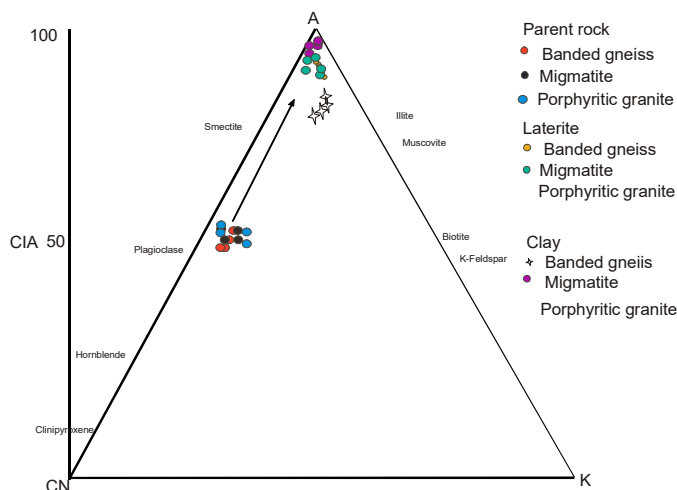 A
100
CIA
50
Smectite
Plagioclase
Hornblende
Clinipyroxene
CN
K
Illite
Muscovite
Biotite
K-Feldspar
Parent rock
Banded gneiss
Migmatite
Porphyritic granite
Laterite
Banded gneiss
Migmatite
Porphyritic granite
Clay
Banded gneiis
Migmatite
Porphyritic granite